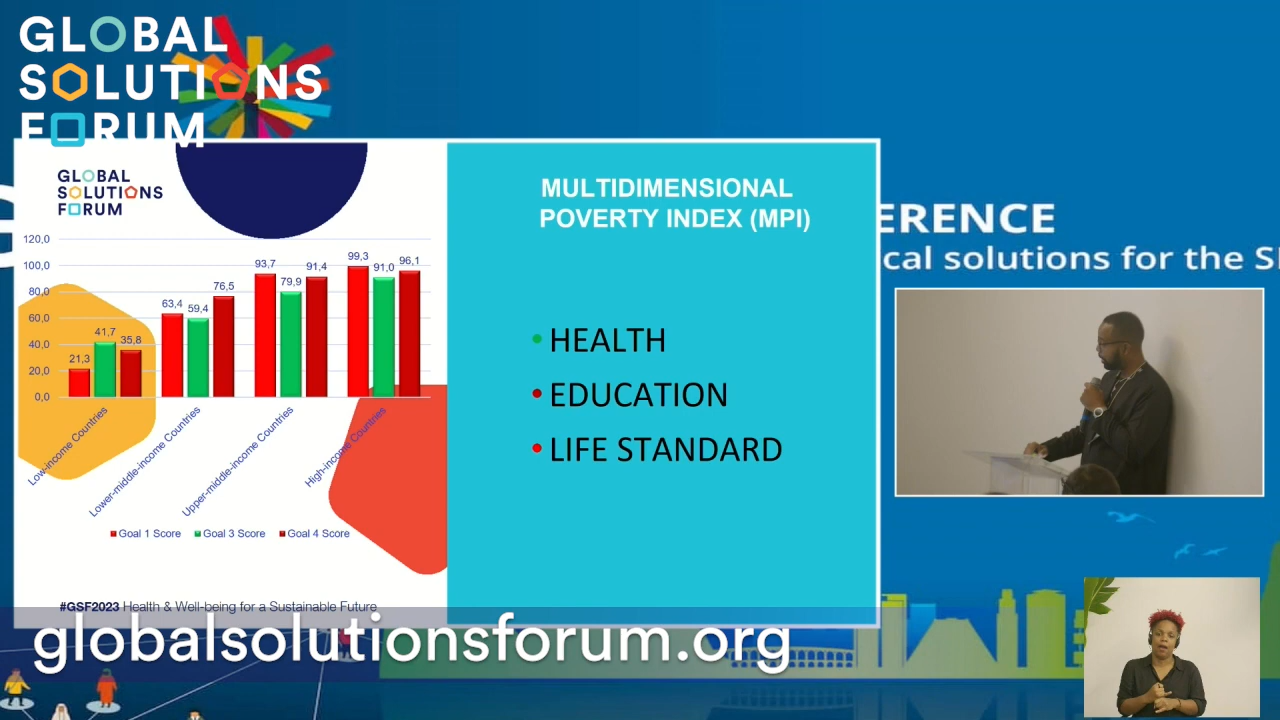 GLOBAL
SOLUTIONS
FORUM
GLOBAL
SOLUTIONS
FORUM
120,0
100,0
80,0
60,0
40,0
20,0
0,0
21,3
41,7
35,8
63,4
59,4
76,5
93,7
79,9
91,4
99,3
91,0
96,1
Low-income Countries
Lower-middle-income Countries
Upper-middle-income Countries
High-income Countries
Goal 1 Score Goal 3 Score Goal 4 Score
#GSF2023 Health & Well-being for a Sustainable Future
MULTIDIMENSIONAL
POVERTY INDEX (MPI)
• HEALTH
• EDUCATION
• LIFE STANDARD
ERENCE
cal solutions for the S
globalsolutionsforum.org